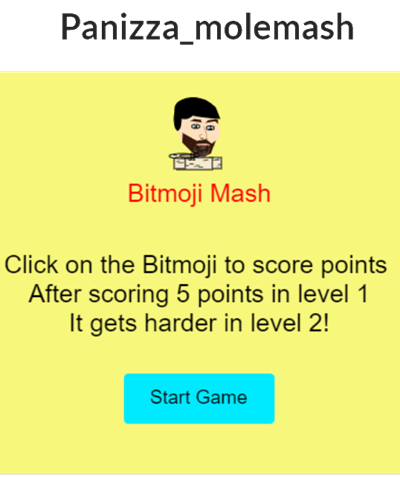 Panizza_molemash
Bitmoji Mash
Click on the Bitmoji to score points
After scoring 5 points in level 1
It gets harder in level 2!
Start Game